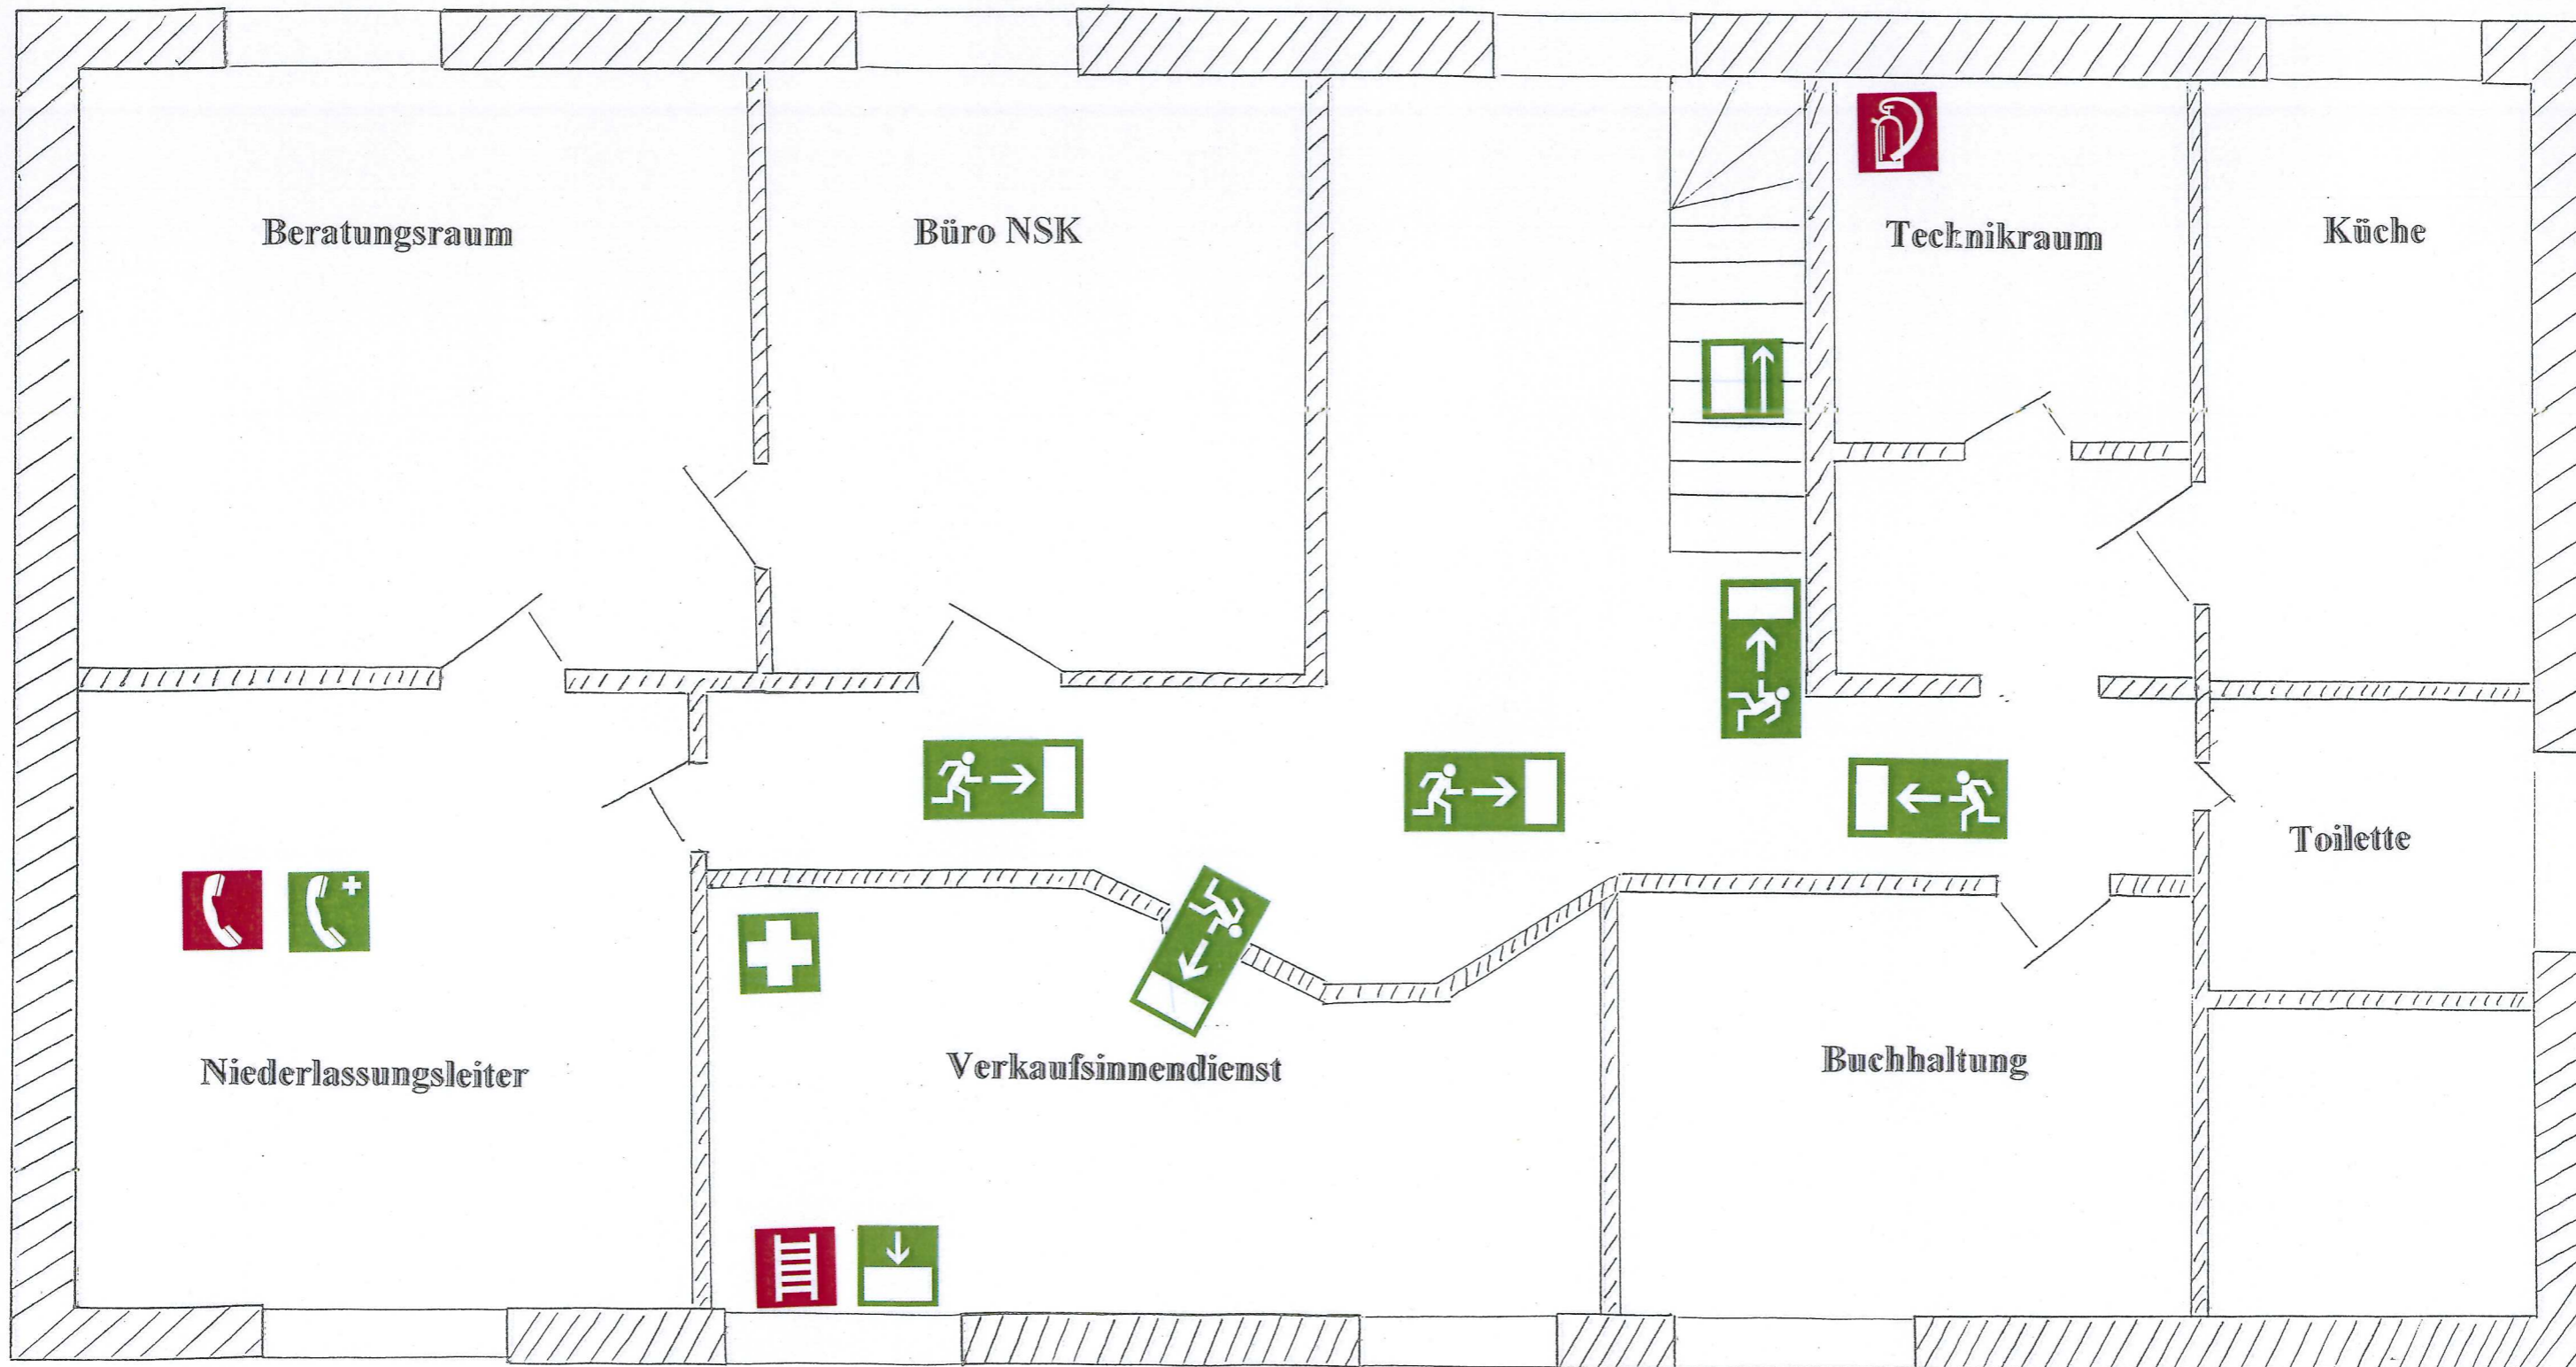 Beratungsraum
Büro NSK
Technikraum
Küche
Toilette
Niederlassungsleiter
Verkaufsinnendienst
Buchhaltung